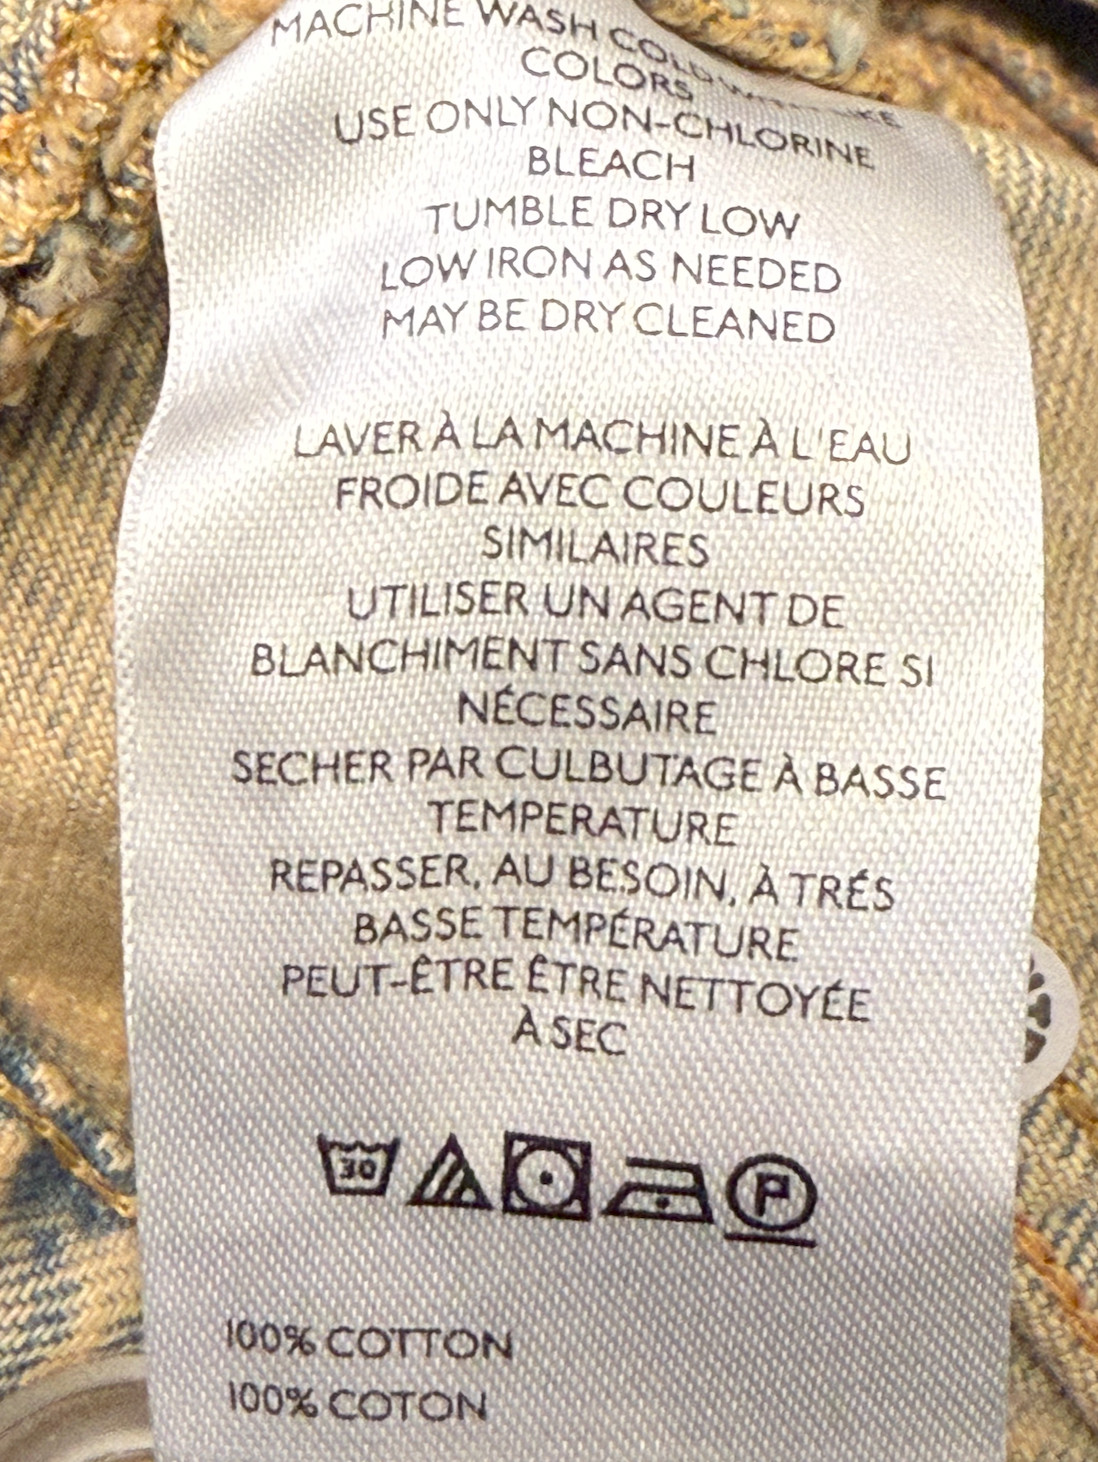 MACHINE WASH COLD WITH LIKE
COLORS
USE ONLY NON-CHLORINE
BLEACH
TUMBLE DRY LOW
LOW IRON AS NEEDED
MAY BE DRY CLEANED
LAVER À LA MACHINE À L'EAU
FROIDE AVEC COULEURS
SIMILAIRES
UTILISER UN AGENT DE
BLANCHIMENT SANS CHLORE SI
NÉCESSAIRE
SECHER PAR CULBUTAGE À BASSE
TEMPERATURE
REPASSER, AU BESOIN, À TRÉS
BASSE TEMPÉRATURE
PEUT-ÊTRE ÊTRE NETTOYÉE
À SEC
30 P
100% COTTON
100% COTON